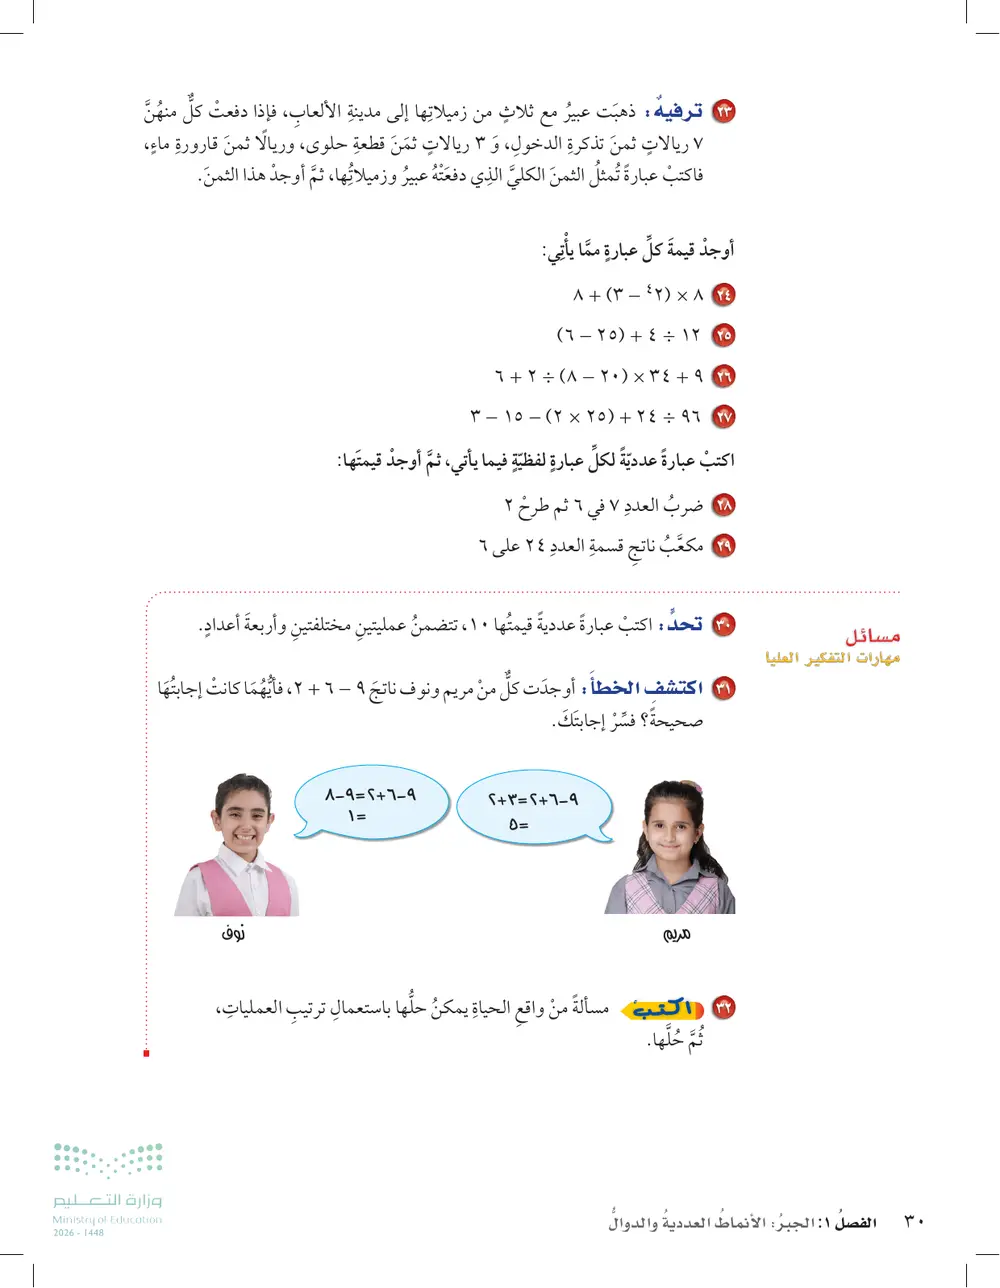 ٢٣ ترفيهٌ: ذهبَت عبيرُ مع ثلاثٍ من زميلاتِها إلى مدينةِ الألعابِ، فإذا دفعتْ كلٌّ منهُنَّ
٧ ريالاتٍ ثمنَ تذكرةِ الدخولِ، وَ ٣ ريالاتٍ ثمَنَ قطعةِ حلوى، وريالًا ثمنَ قارورةِ ماءٍ،
فاكتبْ عبارةً تُمثلُ الثمنَ الكليَّ الذِي دفعَتْهُ عبيرُ وزميلاتُها، ثمَّ أوجدْ هذا الثمنَ.
أوجدْ قيمةَ كلِّ عبارةٍ ممَّا يأْتِي:
٢٤ ٨ × (٢⁤⁴ – ٣) + ٨
٢٥ ١٢ ÷ ٤ + (٢٥ – ٦)
٢٦ ٩ + ٣٤ × (٢٠ – ٨) ÷ ٢ + ٦
٢٧ ٩٦ ÷ ٢٤ + (٢٥ × ٢) – ١٥ – ٣
اكتبْ عبارةً عدديّةً لكلِّ عبارةٍ لفظيّةٍ فيما يأتي، ثمَّ أوجدْ قيمتَها:
٢٨ ضربُ العددِ ٧ في ٦ ثم طرحْ ٢
٢٩ مكعَّبُ ناتجِ قسمةِ العددِ ٢٤ على ٦
مسائل
مهارات التفكير العليا
٣٠ تحدٍّ: اكتبْ عبارةً عدديةً قيمتُها ١٠، تتضمنُ عمليتينِ مختلفتينِ وأربعةَ أعدادٍ.
٣١ اكتشفِ الخطأَ: أوجدَت كلٌّ منْ مريم ونوف ناتجَ ٩ – ٦ + ٢، فأيُّهُمَا كانتْ إجابتُهَا
صحيحةً؟ فسِّرْ إجابتَكَ.
٩-٦+٢=٣+٢
=٥
٩-٦+٢=٩-٨
=١
مريم
نوف
٣٢ اكتب مسألةً منْ واقعِ الحياةِ يمكنُ حلُّها باستعمالِ ترتيبِ العملياتِ،
ثُمَّ حُلَّها.
وزارة التعليم
Ministry of Education
2026 - 1448
٣٠ الفصلُ ١: الجبرُ: الأنماطُ العدديةُ والدوالُّ